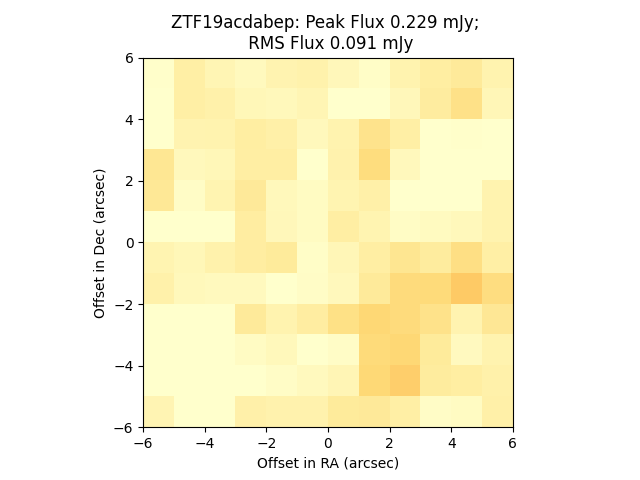 ZTF19acdabep: Peak Flux 0.229 mJy;
RMS Flux 0.091 mJy
6
4
2
0
−2
−4
−6
−6 −4 −2 0 2 4 6
Offset in Dec (arcsec)
Offset in RA (arcsec)